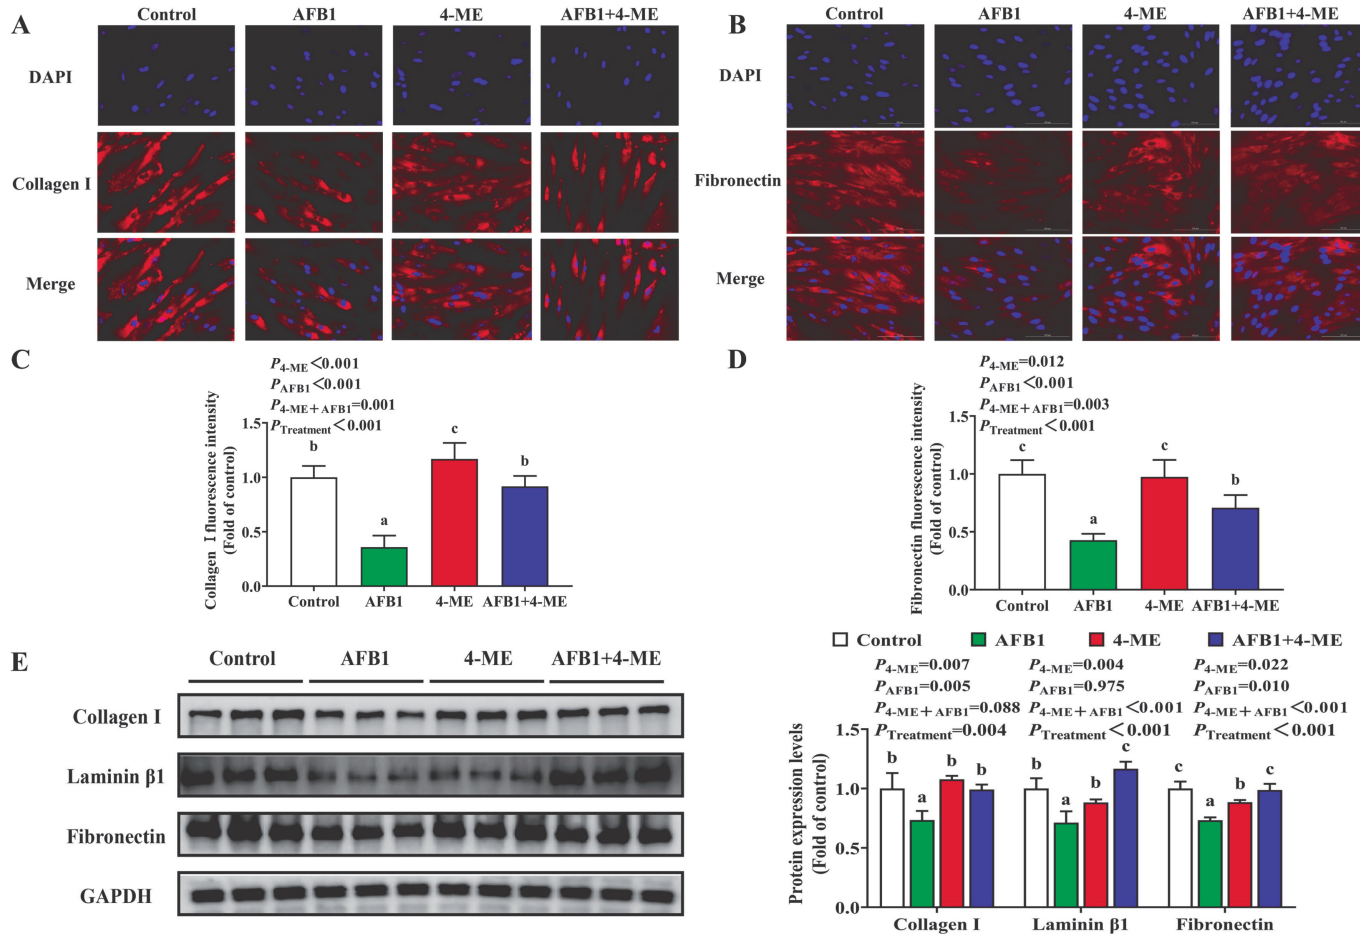 A
Control AFB1 4-ME AFB1+4-ME
DAPI
Collagen I
Merge
B
Control AFB1 4-ME AFB1+4-ME
DAPI
Fibronectin
Merge
C
P4-ME<0.001
PAFB1<0.001
P4-ME+AFB1=0.001
PTreatment<0.001
Collagen I fluorescence intensity
(Fold of control)
1.5
1.0
0.5
0.0
b
a
c
b
Control AFB1 4-ME AFB1+4-ME
D
P4-ME=0.012
PAFB1<0.001
P4-ME+AFB1=0.003
PTreatment<0.001
Fibronectin fluorescence intensity
(Fold of control)
1.5
1.0
0.5
0.0
c
a
c
b
Control AFB1 4-ME AFB1+4-ME
E
Control AFB1 4-ME AFB1+4-ME
Collagen I
Laminin β1
Fibronectin
GAPDH
Control AFB1 4-ME AFB1+4-ME
P4-ME=0.007 P4-ME=0.004 P4-ME=0.022
PAFB1=0.005 PAFB1=0.975 PAFB1=0.010
P4-ME+AFB1=0.088 P4-ME+AFB1<0.001 P4-ME+AFB1<0.001
PTreatment=0.004 PTreatment<0.001 PTreatment<0.001
Protein expression levels
(Fold of control)
1.5
1.0
0.5
0.0
b a b b b a b c c a b c
Collagen I Laminin β1 Fibronectin